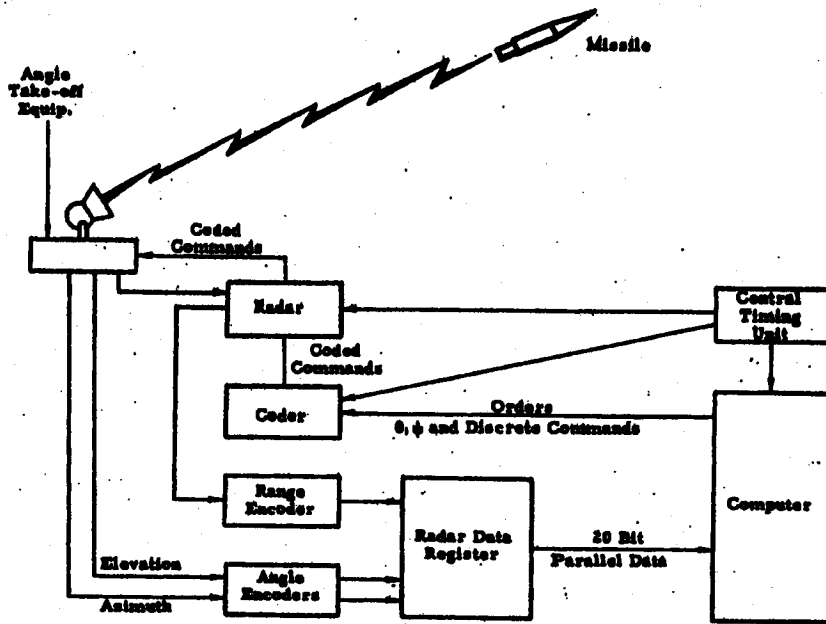 Missile
Angle
Take-off
Equip.
Coded
Commands
Radar
Central
Timing
Unit
Coded
Commands
Coder
Orders
θ, ψ and Discrete Commands
Range
Encoder
Radar Data
Register
20 Bit
Parallel Data
Computer
Elevation
Azimuth
Angle
Encoders